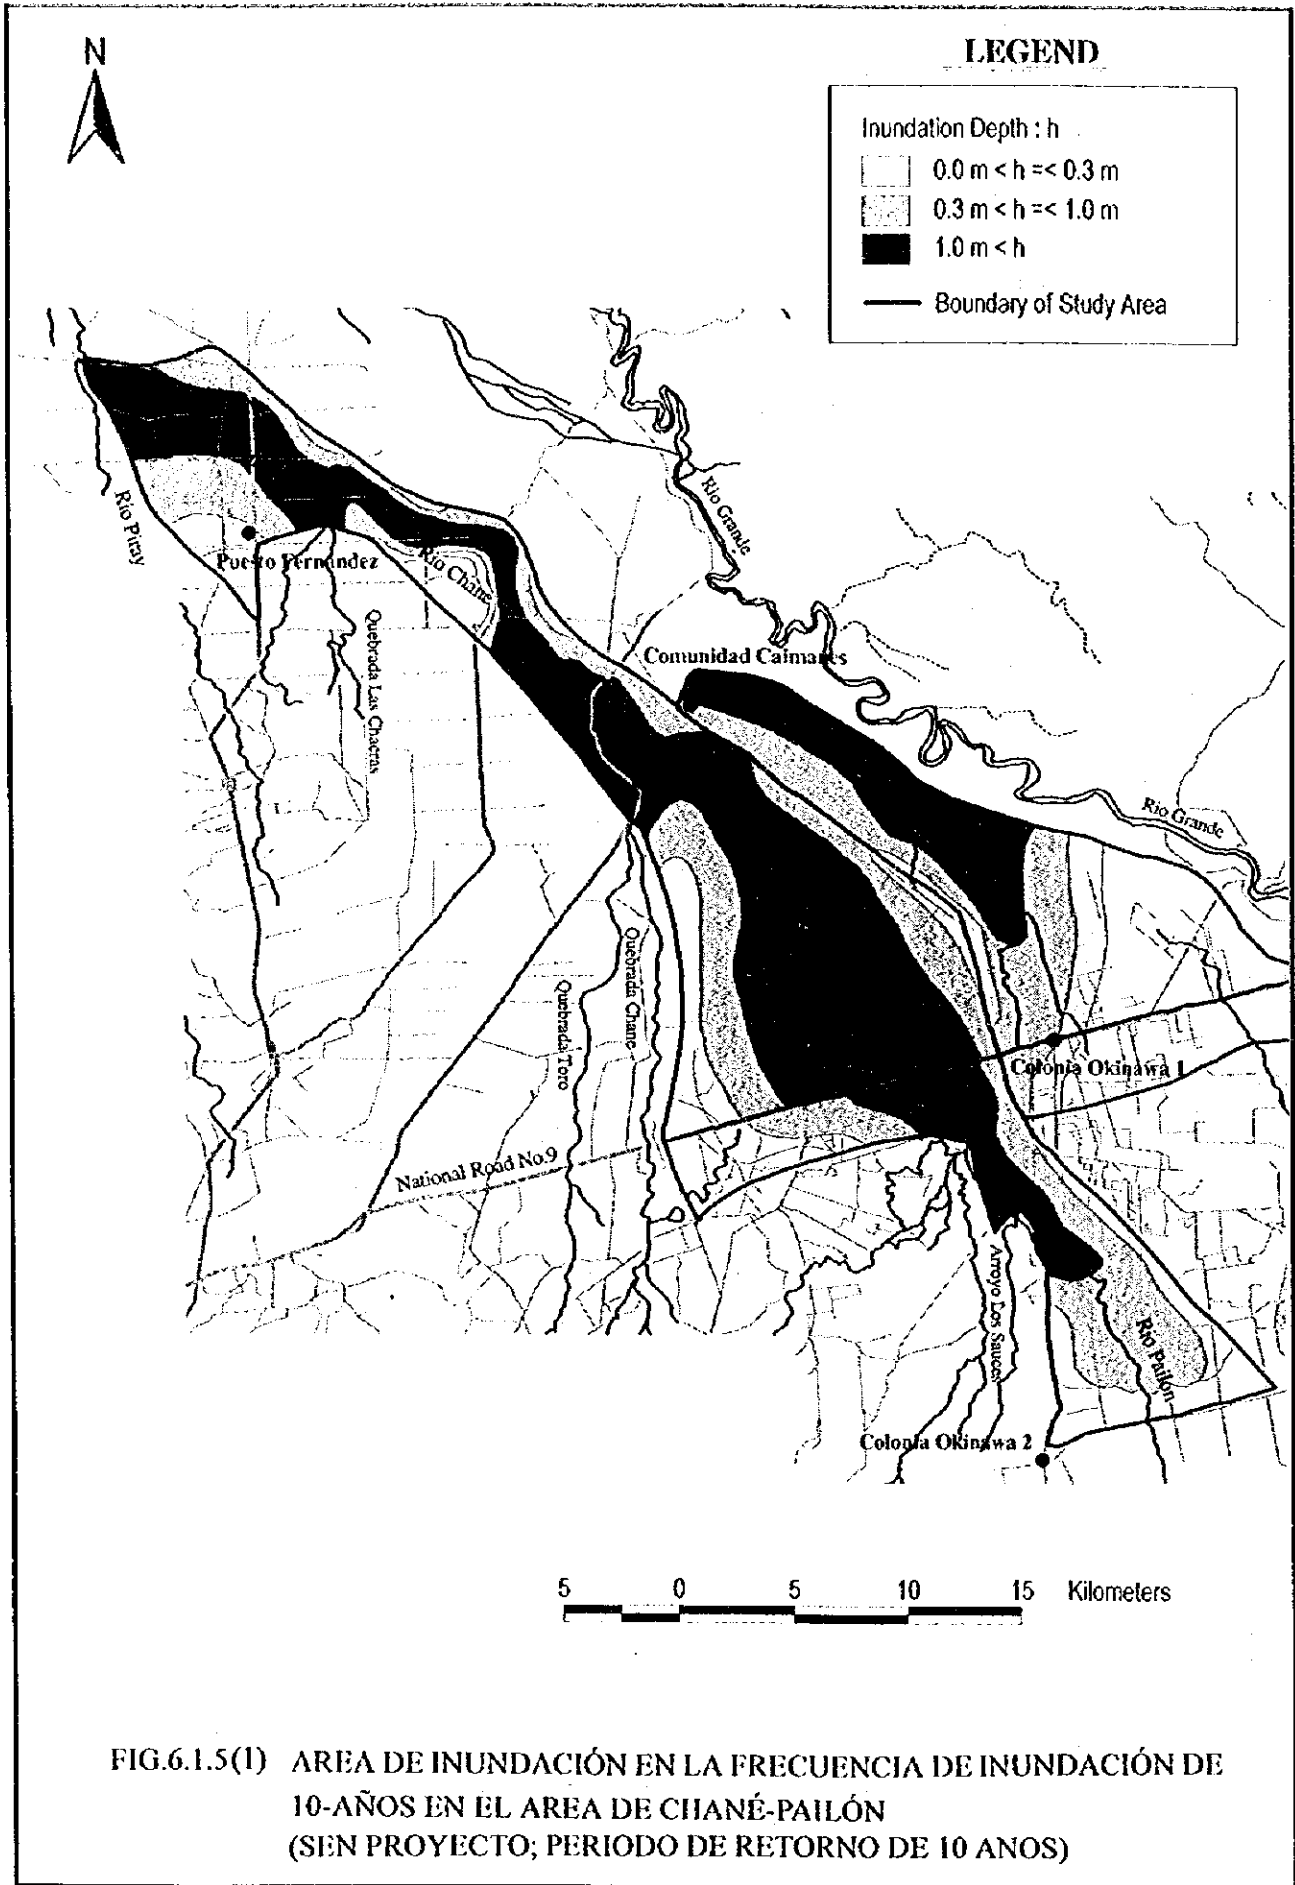 N
LEGEND
Inundation Depth : h
0.0 m < h =< 0.3 m
0.3 m < h =< 1.0 m
1.0 m < h
Boundary of Study Area
Rio Grande
Rio Piray
Puesto Fernandez
Rio Chane
Quebrada Las Chacras
Comunidad Caimanes
Rio Grande
Quebrada Chane
Quebrada Toro
Colonia Okinawa 1
National Road No.9
Arroyo Los Sauces
Rio Pailon
Colonia Okinawa 2
5 0 5 10 15 Kilometers
FIG.6.1.5(1) AREA DE INUNDACIÓN EN LA FRECUENCIA DE INUNDACIÓN DE
10-AÑOS EN EL AREA DE CHANÉ-PAILÓN
(SEN PROYECTO; PERIODO DE RETORNO DE 10 ANOS)